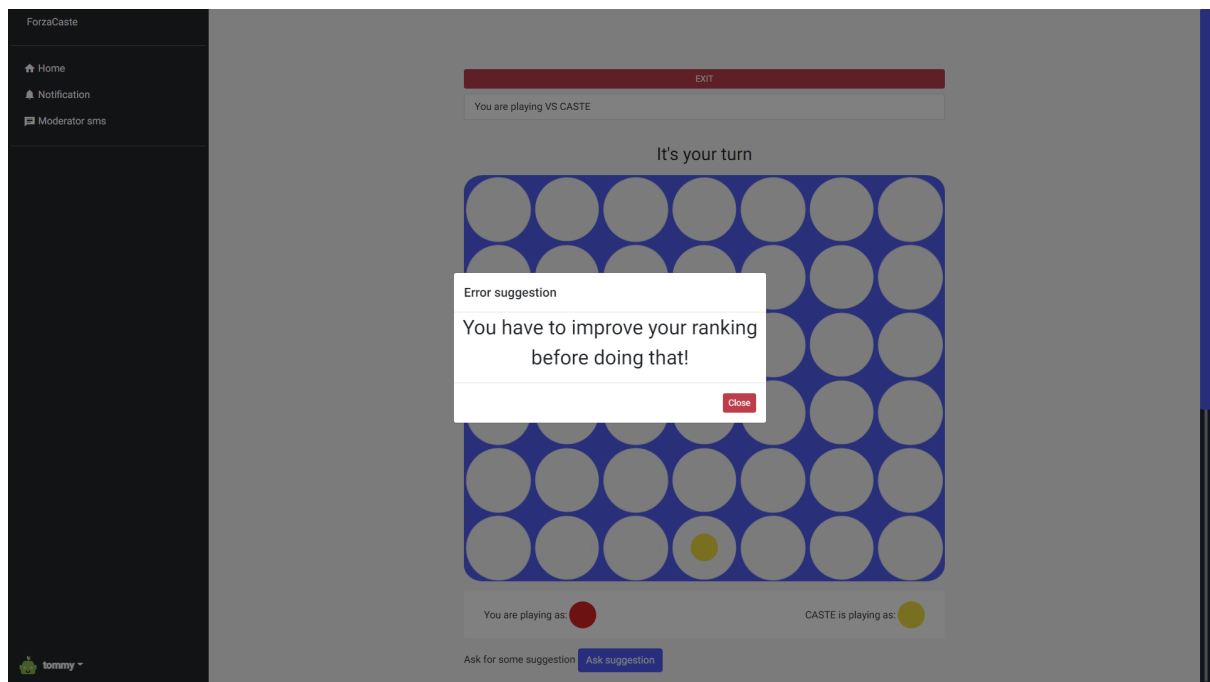 ForzaCaste
Home
Notification
Moderator sms
EXIT
You are playing VS CASTE
It's your turn
Error suggestion
You have to improve your ranking
before doing that!
Close
You are playing as:
CASTE is playing as:
Ask for some suggestion Ask suggestion
tommy